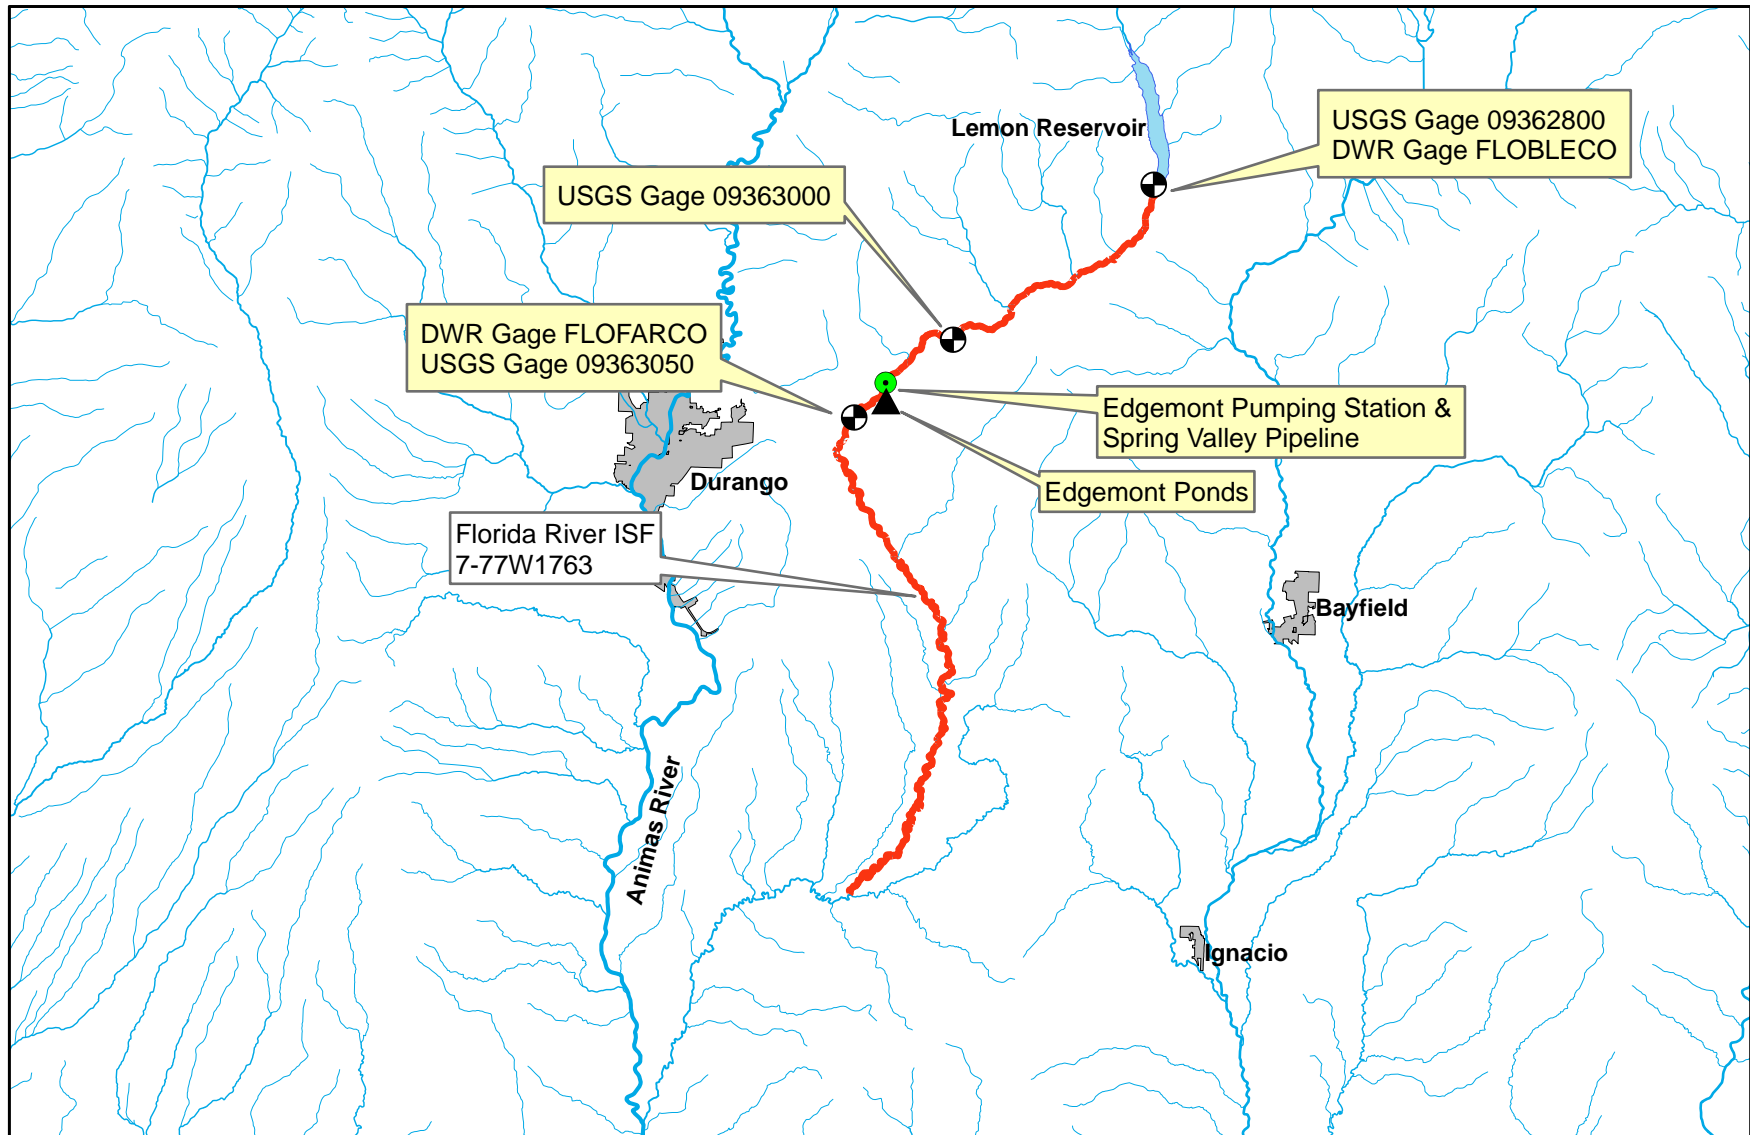 Lemon Reservoir
USGS Gage 09362800
DWR Gage FLOBLECO
USGS Gage 09363000
DWR Gage FLOFARCO
USGS Gage 09363050
Edgemont Pumping Station &
Spring Valley Pipeline
Edgemont Ponds
Durango
Florida River ISF
7-77W1763
Bayfield
Animas River
Ignacio